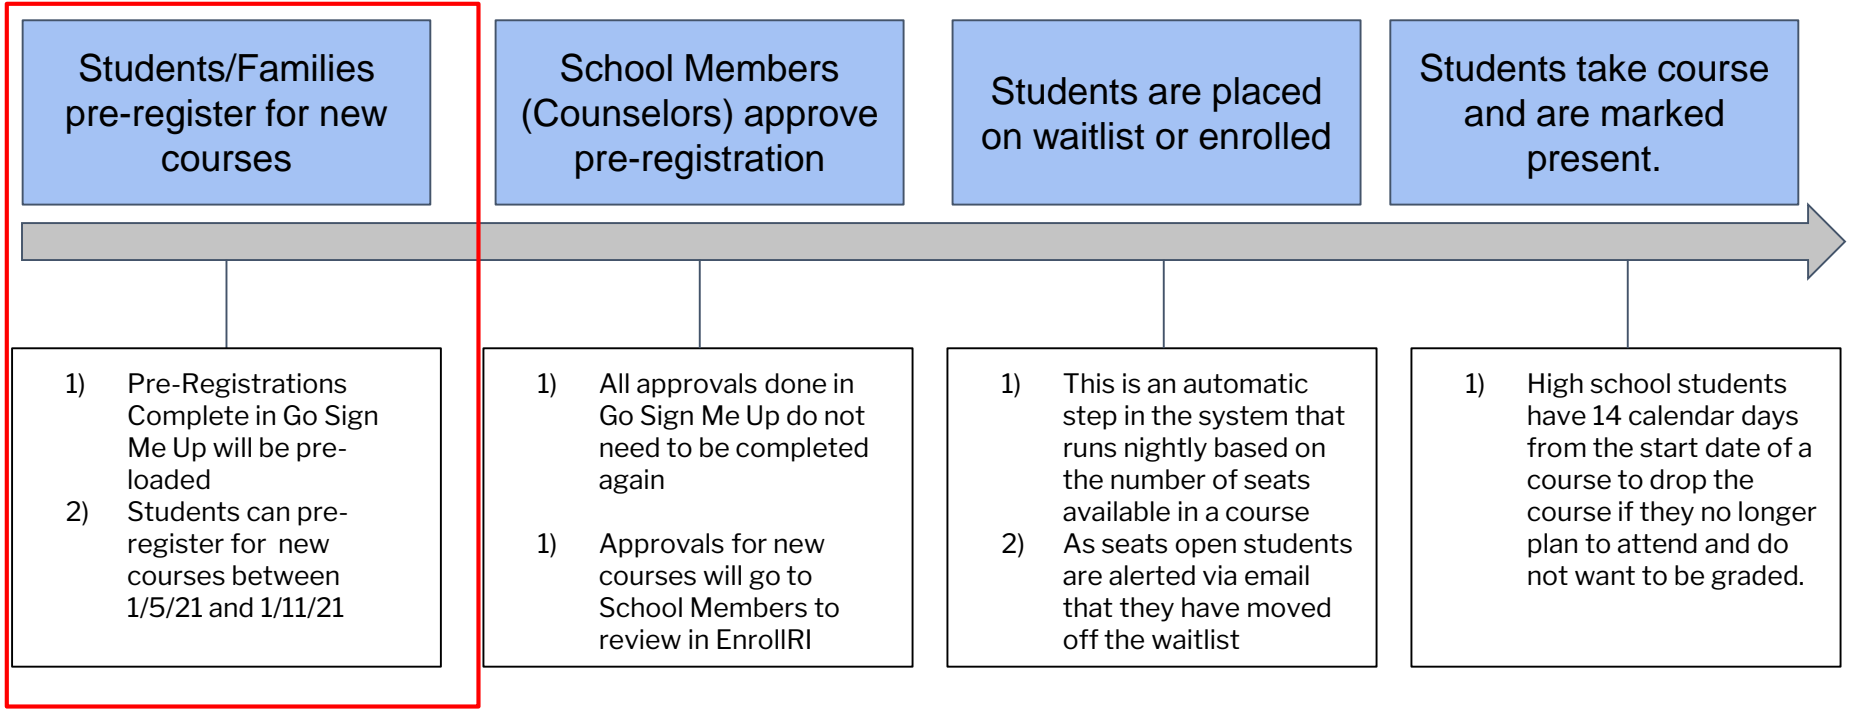 Students/Families
pre-register for new
courses
School Members
(Counselors) approve
pre-registration
Students are placed
on waitlist or enrolled
Students take course
and are marked
present.
1) Pre-Registrations
Complete in Go Sign
Me Up will be pre-
loaded
2) Students can pre-
register for new
courses between
1/5/21 and 1/11/21
1) All approvals done in
Go Sign Me Up do not
need to be completed
again
1) Approvals for new
courses will go to
School Members to
review in EnrollRI
1) This is an automatic
step in the system that
runs nightly based on
the number of seats
available in a course
2) As seats open students
are alerted via email
that they have moved
off the waitlist
1) High school students
have 14 calendar days
from the start date of a
course to drop the
course if they no longer
plan to attend and do
not want to be graded.